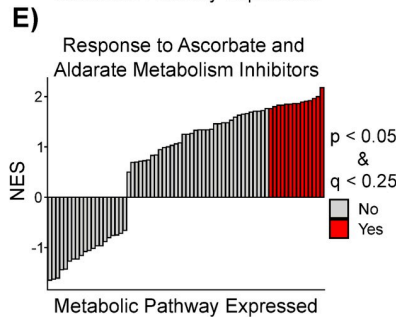 E)
Response to Ascorbate and
Aldarate Metabolism Inhibitors
2
1
0
-1
NES
p < 0.05
&
q < 0.25
No
Yes
Metabolic Pathway Expressed